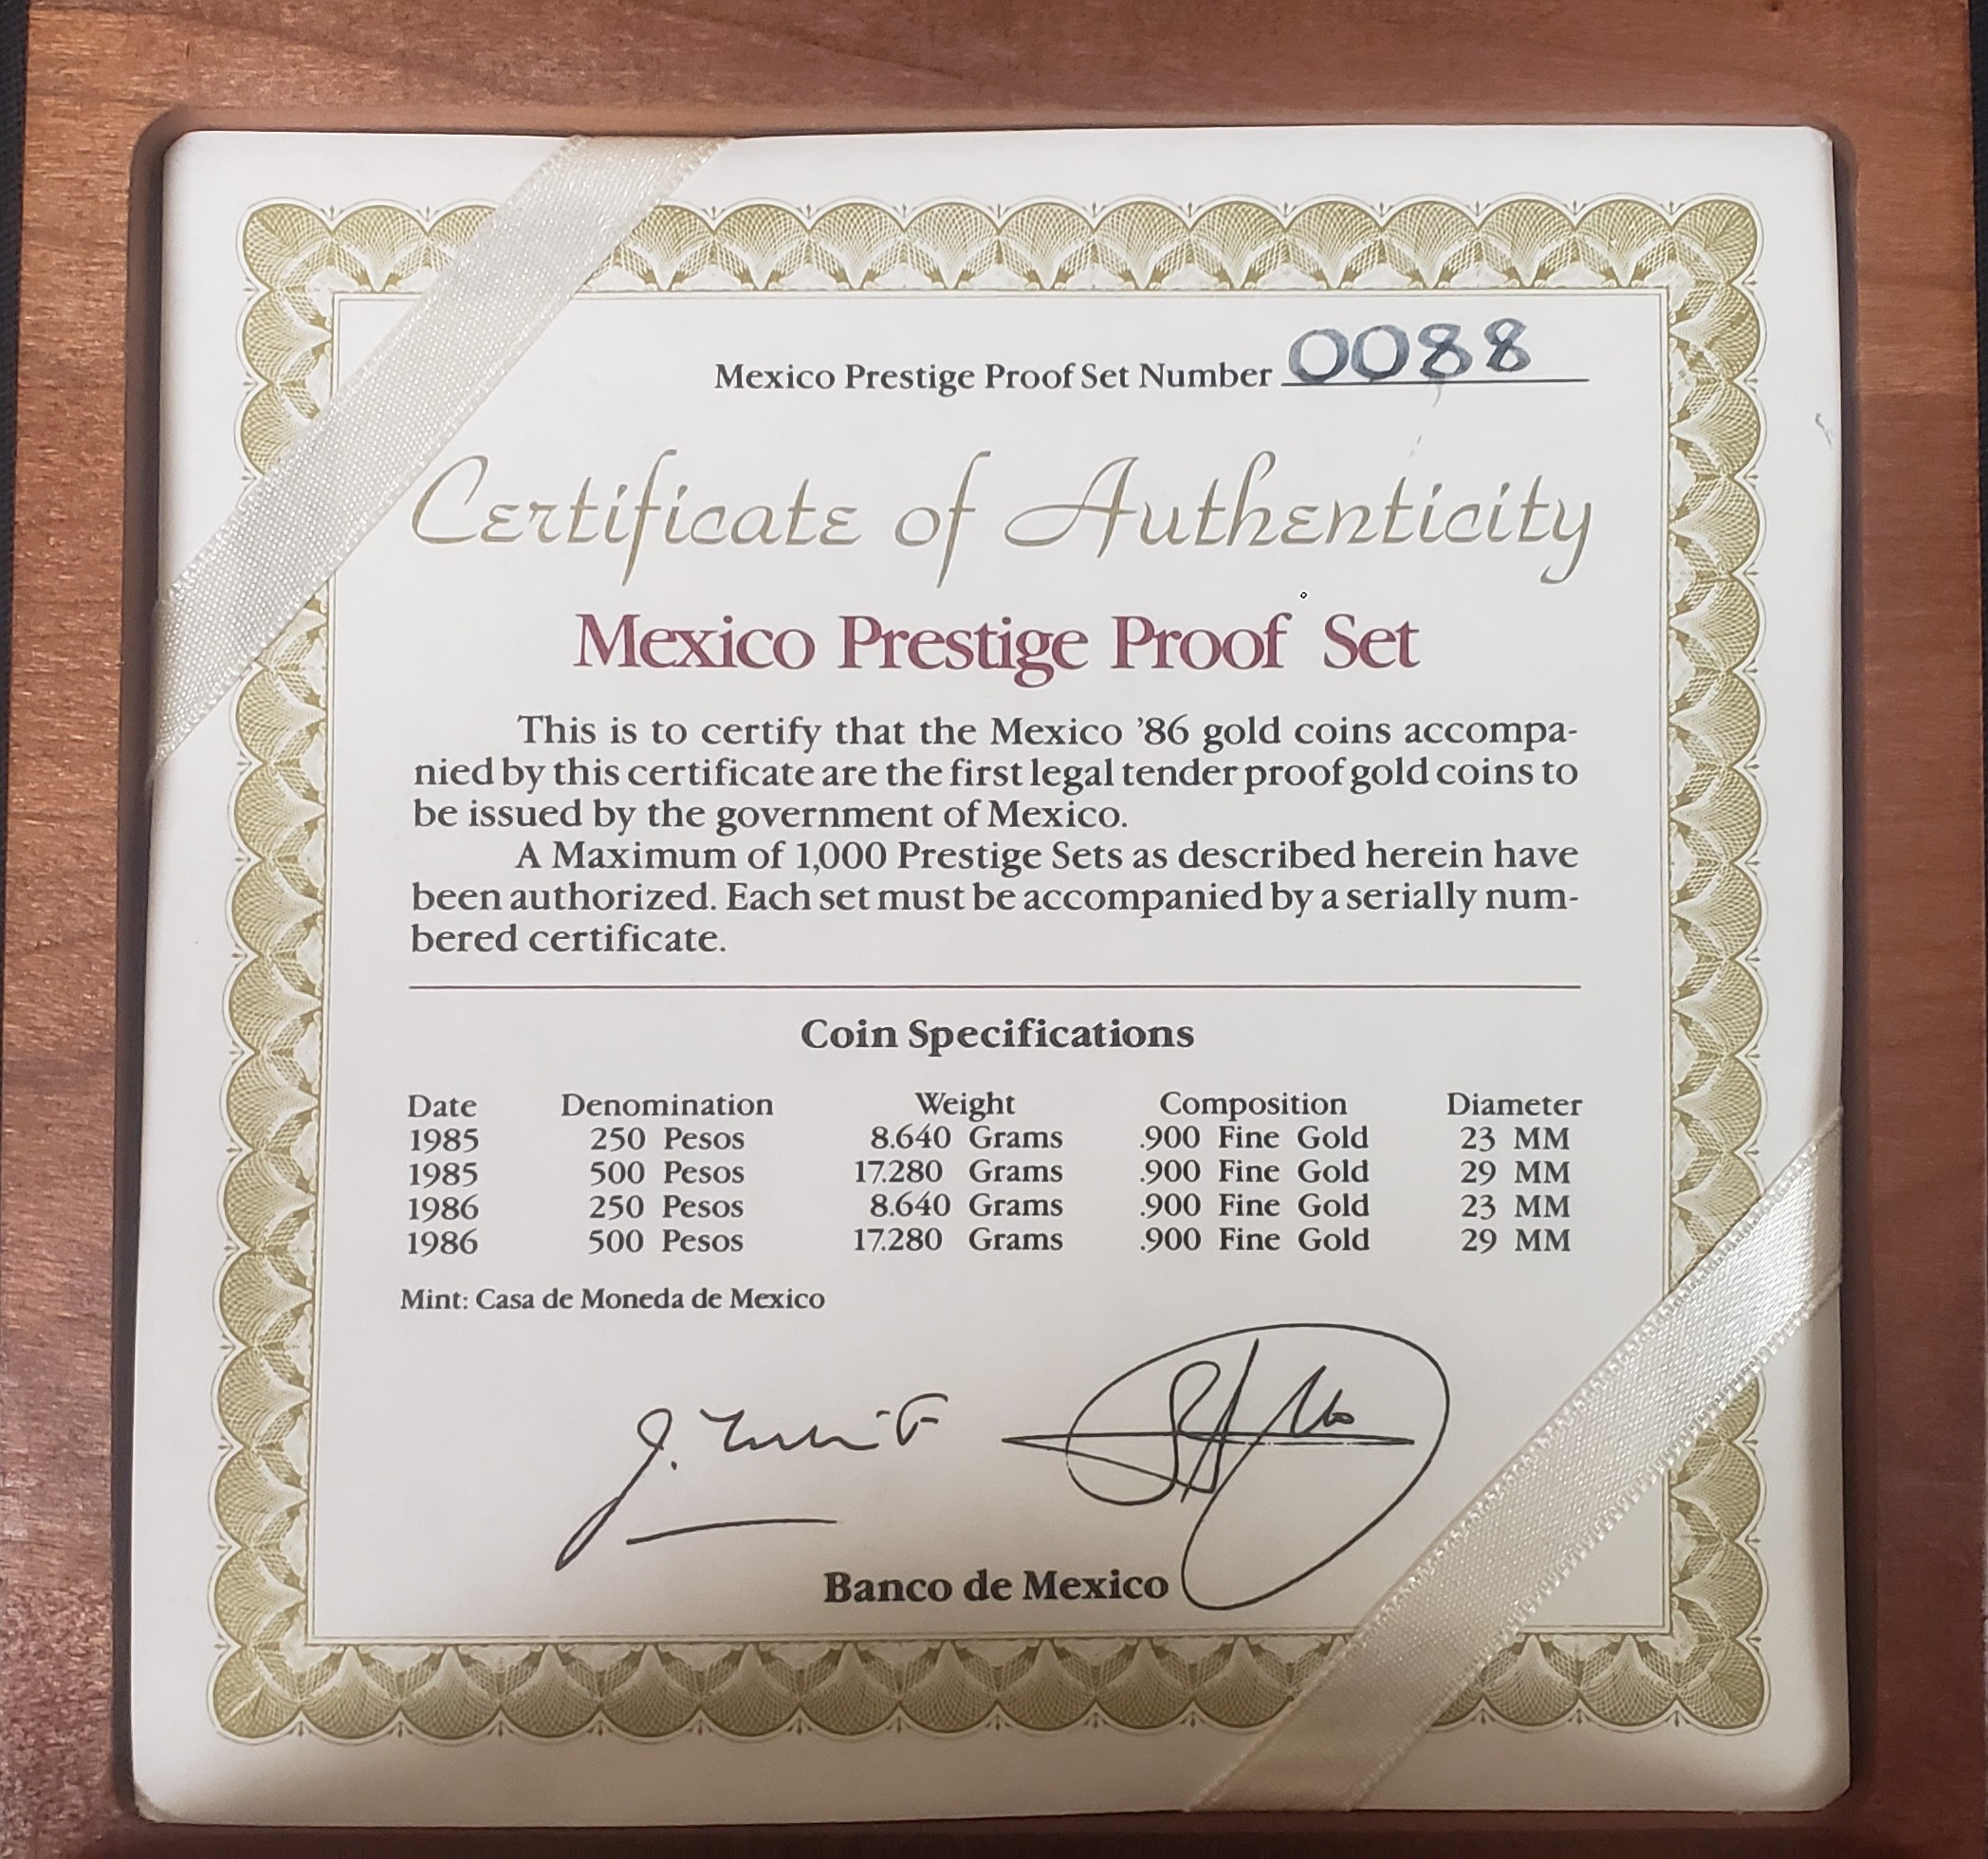 Mexico Prestige Proof Set Number 0088
Certificate of Authenticity
Mexico Prestige Proof Set
This is to certify that the Mexico ’86 gold coins accompa-
nied by this certificate are the first legal tender proof gold coins to
be issued by the government of Mexico.
A Maximum of 1,000 Prestige Sets as described herein have
been authorized. Each set must be accompanied by a serially num-
bered certificate.
Coin Specifications
Date Denomination Weight Composition Diameter
1985 250 Pesos 8.640 Grams .900 Fine Gold 23 MM
1985 500 Pesos 17.280 Grams .900 Fine Gold 29 MM
1986 250 Pesos 8.640 Grams .900 Fine Gold 23 MM
1986 500 Pesos 17.280 Grams .900 Fine Gold 29 MM
Mint: Casa de Moneda de Mexico
Banco de Mexico